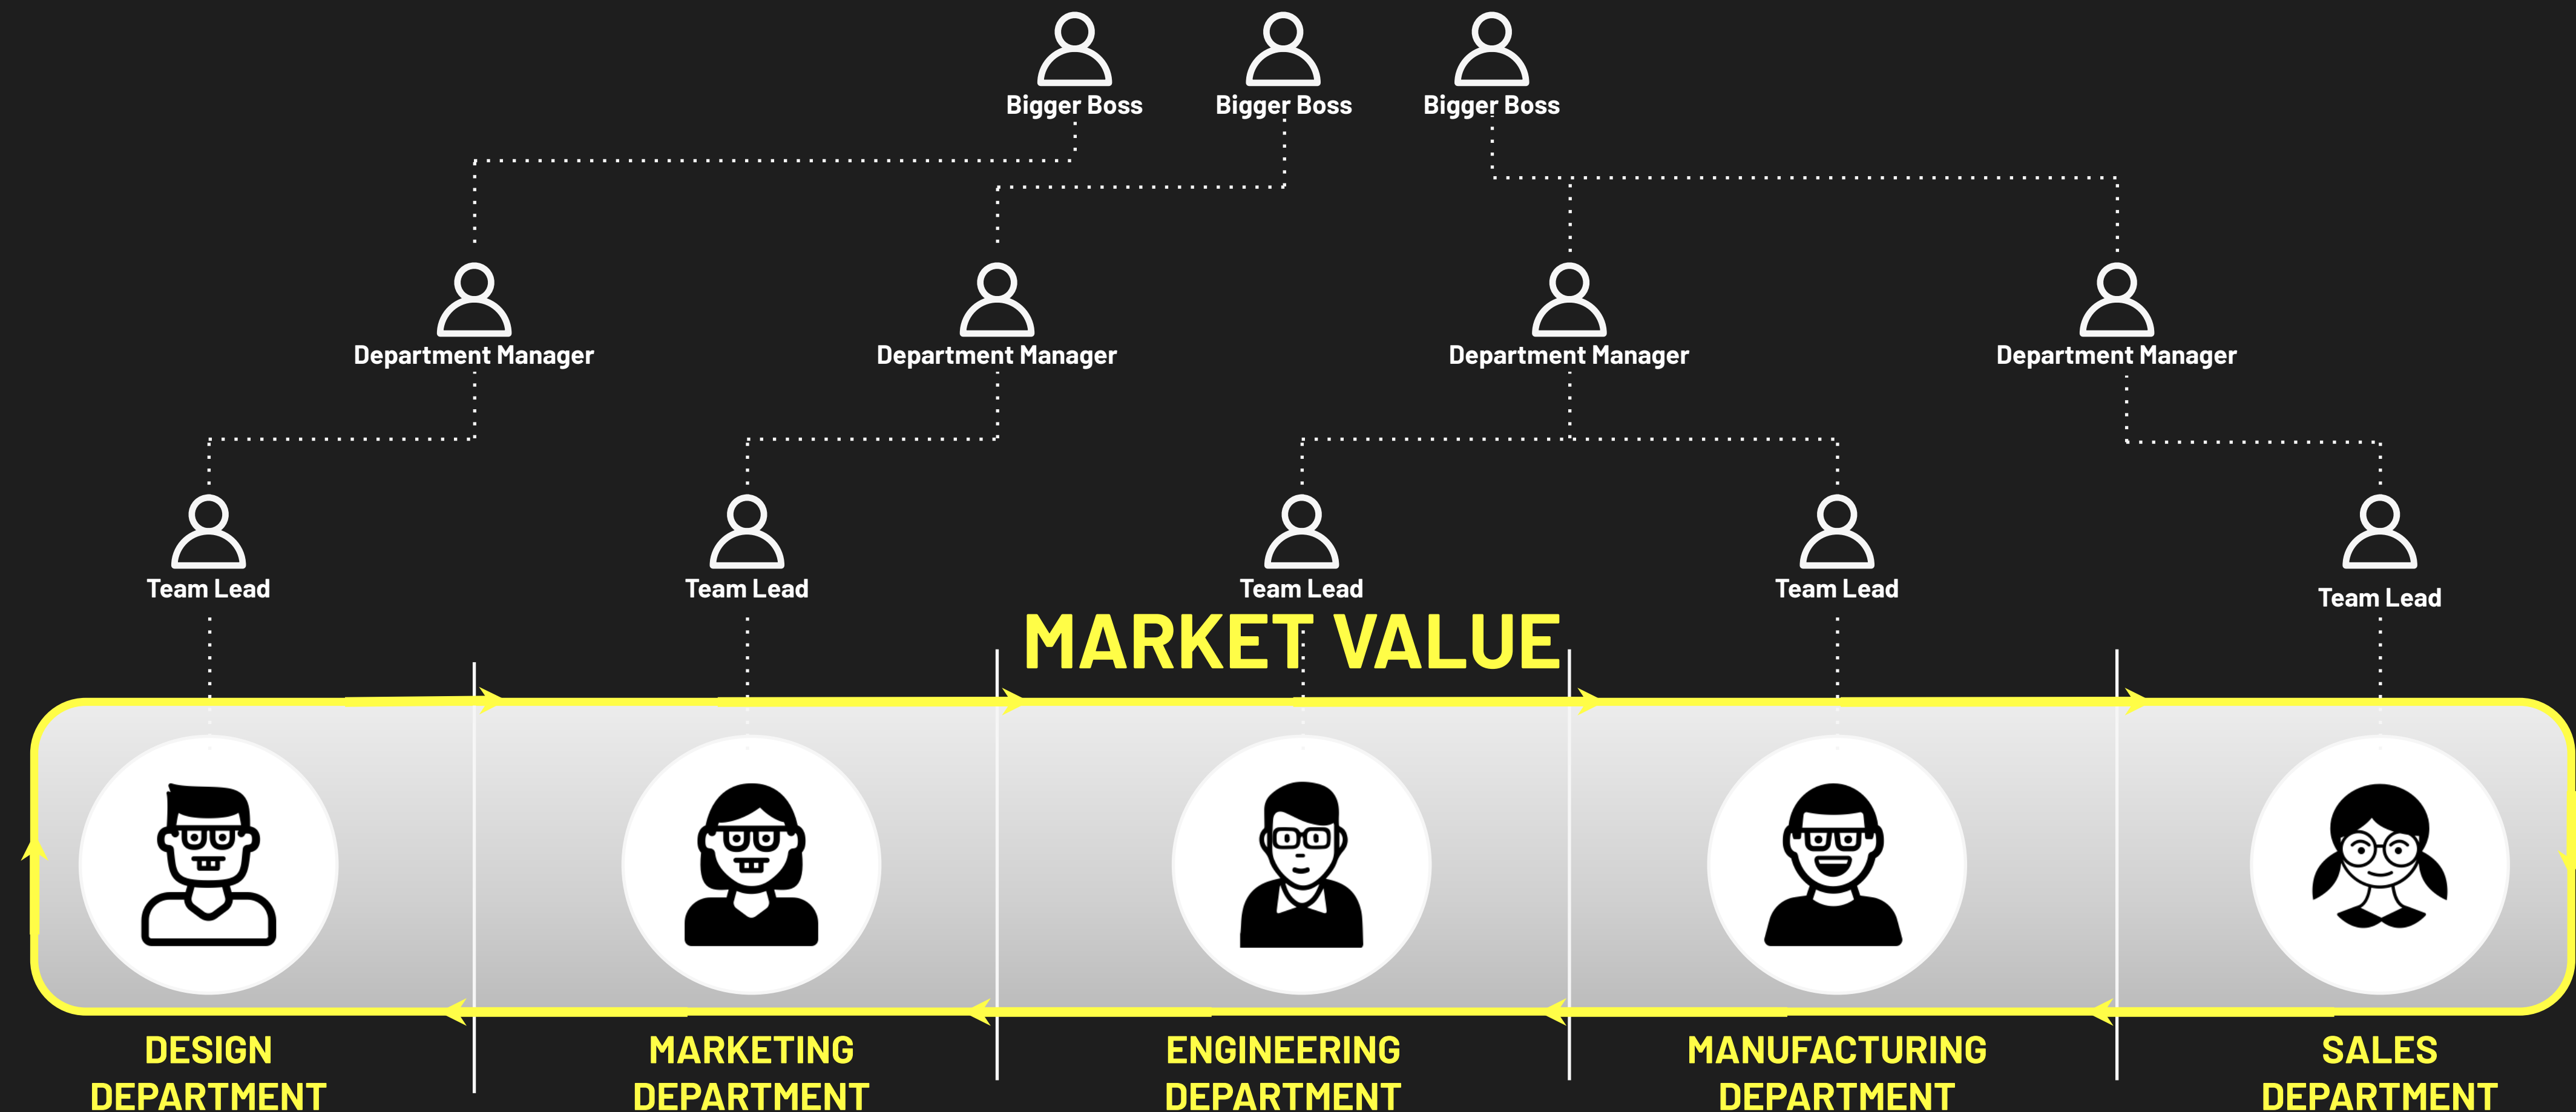 Bigger Boss
Bigger Boss
Bigger Boss
Department Manager
Department Manager
Department Manager
Department Manager
Team Lead
Team Lead
Team Lead
Team Lead
Team Lead
MARKET VALUE
DESIGN
DEPARTMENT
MARKETING
DEPARTMENT
ENGINEERING
DEPARTMENT
MANUFACTURING
DEPARTMENT
SALES
DEPARTMENT